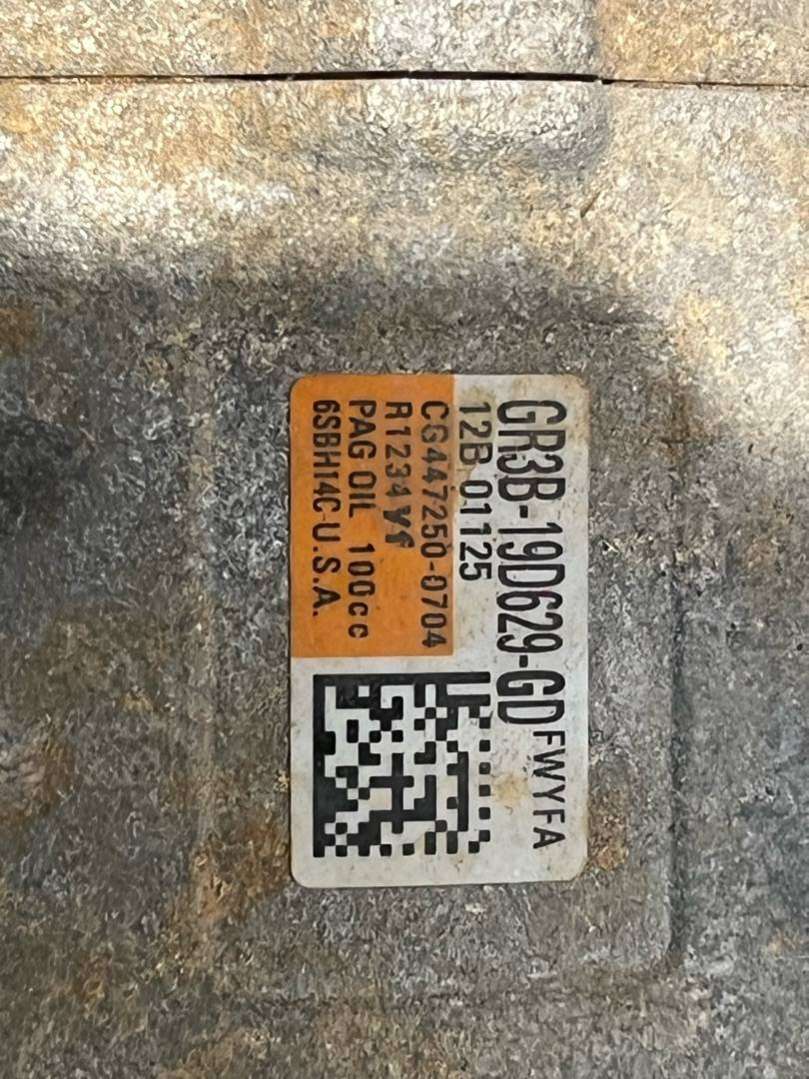 GR3B-19D629-GD FWYFA
12B 01125
CG447250-0704
R1234yf
PAG OIL 100cc
6SBH14C-U.S.A.